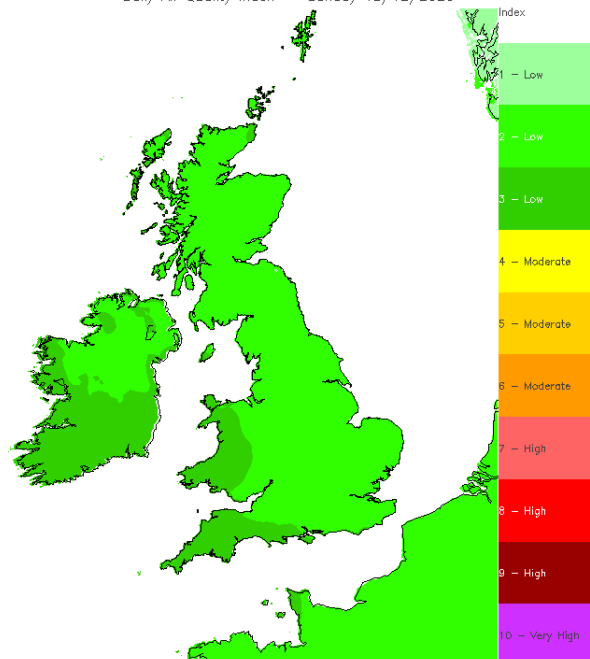 Index
1 - Low
2 - Low
3 - Low
4 - Moderate
5 - Moderate
6 - Moderate
7 - High
8 - High
9 - High
10 - Very High